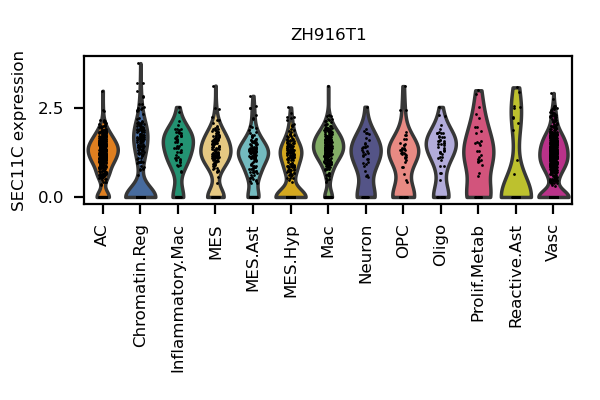 ZH916T1
SEC11C expression
2.5
0.0
AC
Chromatin.Reg
Inflammatory.Mac
MES
MES.Ast
MES.Hyp
Mac
Neuron
OPC
Oligo
Prolif.Metab
Reactive.Ast
Vasc